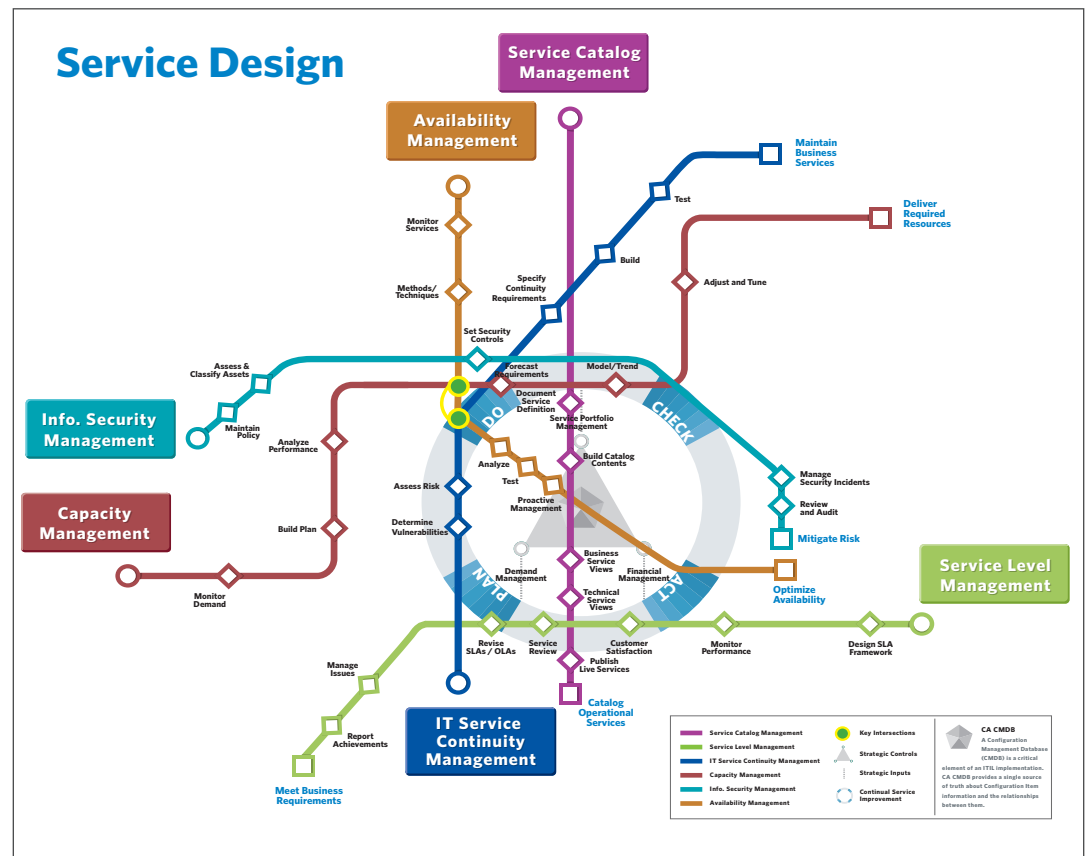 Service Design
Service Catalog
Management
Availability
Management
Maintain
Business
Services
Test
Deliver
Required
Resources
Monitor
Services
Build
Specify
Continuity
Requirements
Adjust and Tune
Methods/
Techniques
Set Security
Controls
Assess &
Classify Assets
Forecast
Requirements
Model/Trend
Document
Service
Definition
DO
CHECK
Service Portfolio
Management
Info. Security
Management
Maintain
Policy
Analyze
Performance
Build Catalog
Contents
Analyze
Test
Manage
Security Incidents
Assess Risk
Proactive
Management
Review
and Audit
Capacity
Management
Build Plan
Determine
Vulnerabilities
Mitigate Risk
Business
Service
Views
Demand
Management
Financial
Management
Service Level
Management
PLAN
ACT
Monitor
Demand
Technical
Service
Views
Optimize
Availability
Revise
SLAs / OLAs
Service
Review
Customer
Satisfaction
Monitor
Performance
Design SLA
Framework
Manage
Issues
Publish
Live Services
Catalog
Operational
Services
Report
Achievements
IT Service
Continuity
Management
Meet Business
Requirements
Service Catalog Management
Service Level Management
IT Service Continuity Management
Capacity Management
Info. Security Management
Availability Management
Key Intersections
Strategic Controls
Strategic Inputs
Continual Service
Improvement
CA CMDB
A Configuration
Management Database
(CMDB) is a critical
element of an ITIL implementation.
CA CMDB provides a single source
of truth about Configuration Item
information and the relationships
between them.